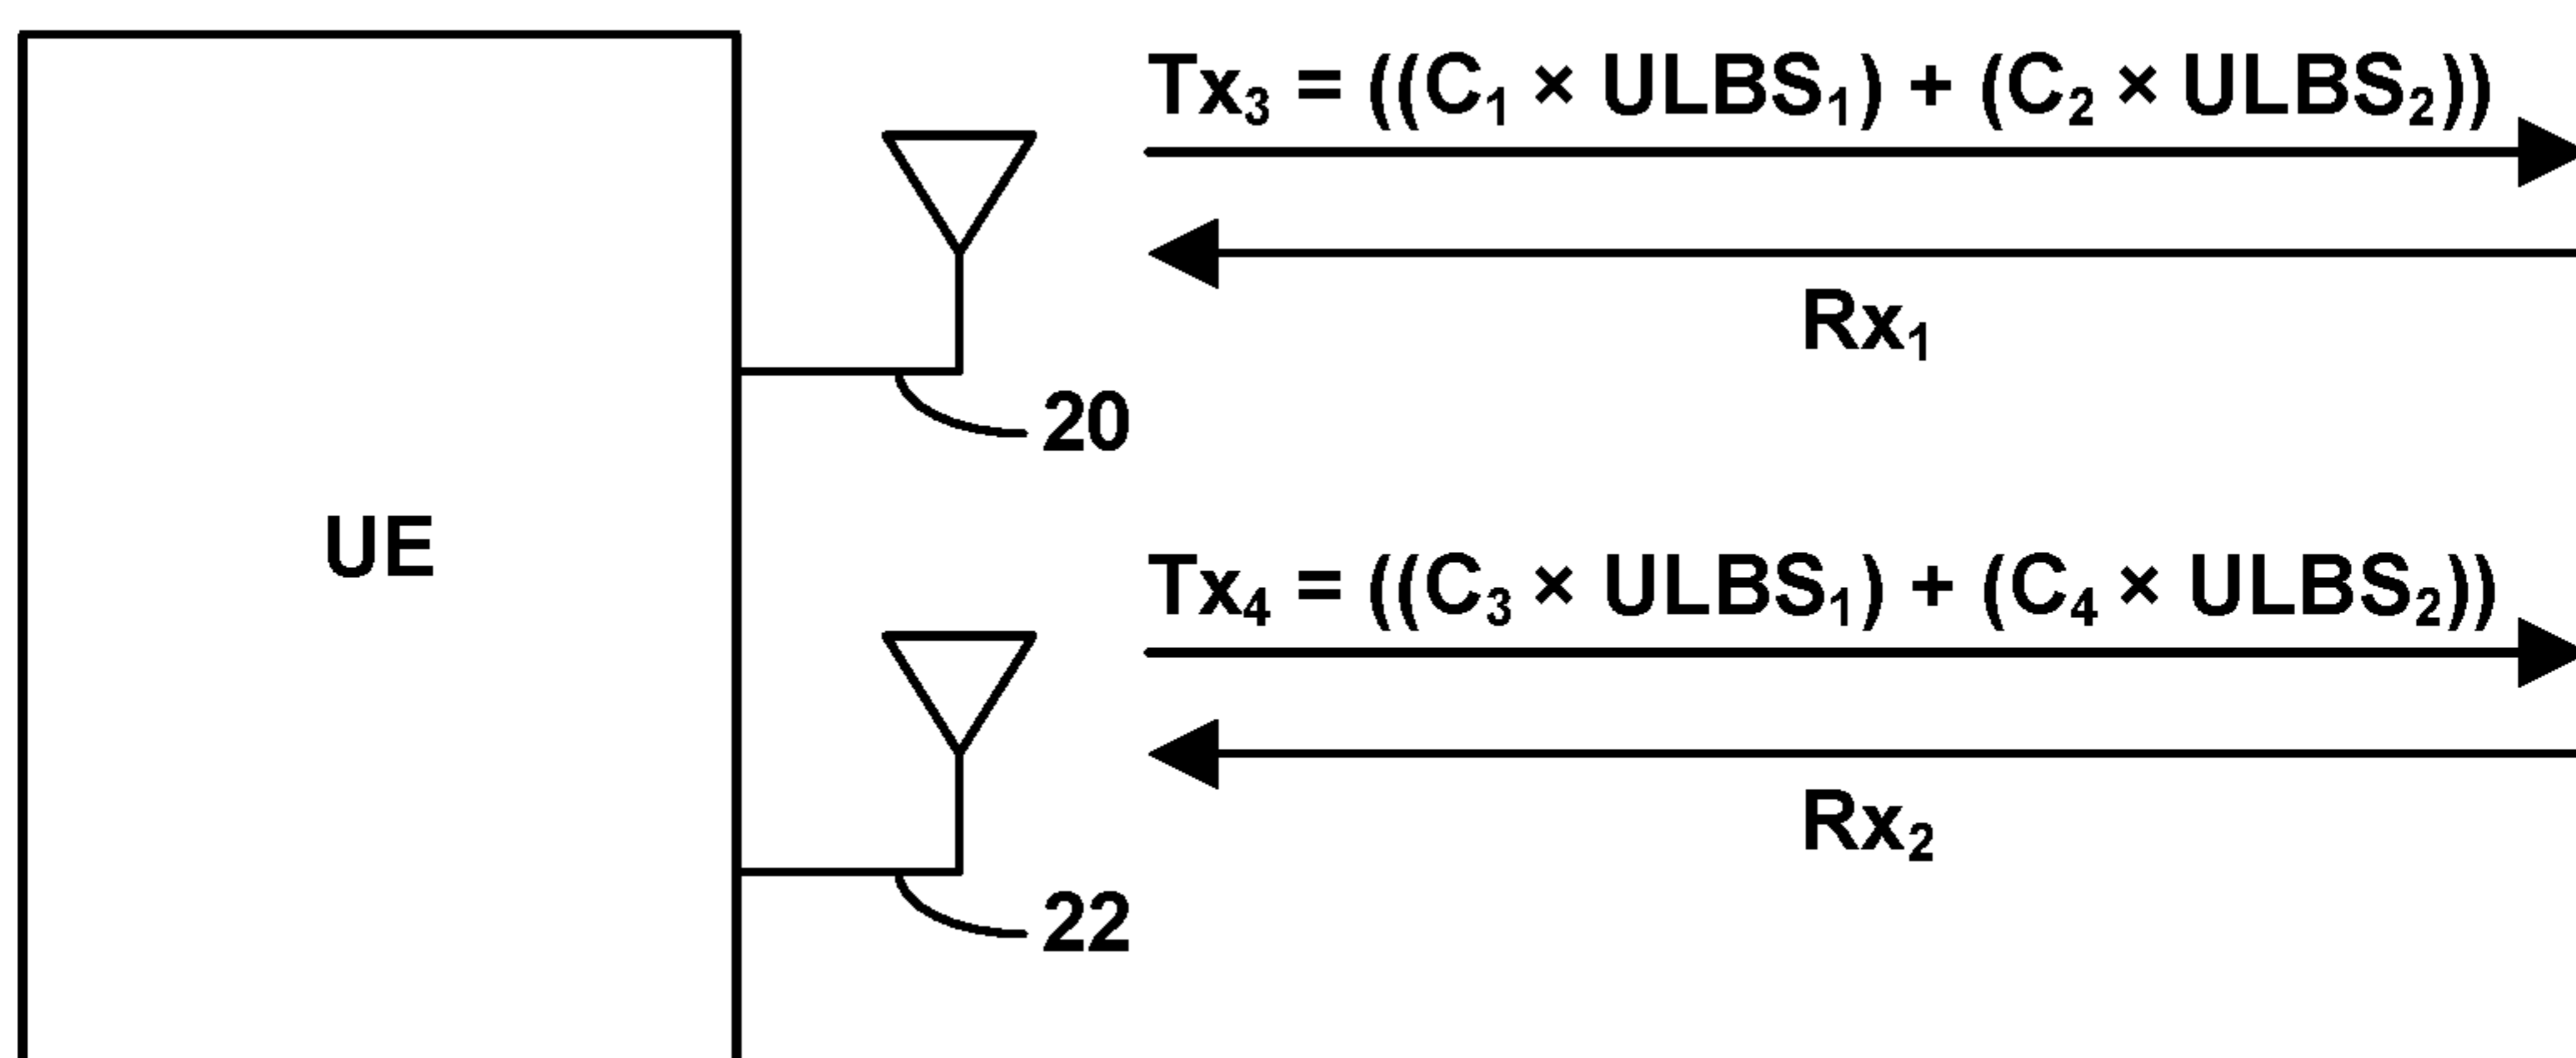 Tx₃ = ((C₁ × ULBS₁) + (C₂ × ULBS₂))
Rx₁
20
UE
Tx₄ = ((C₃ × ULBS₁) + (C₄ × ULBS₂))
Rx₂
22